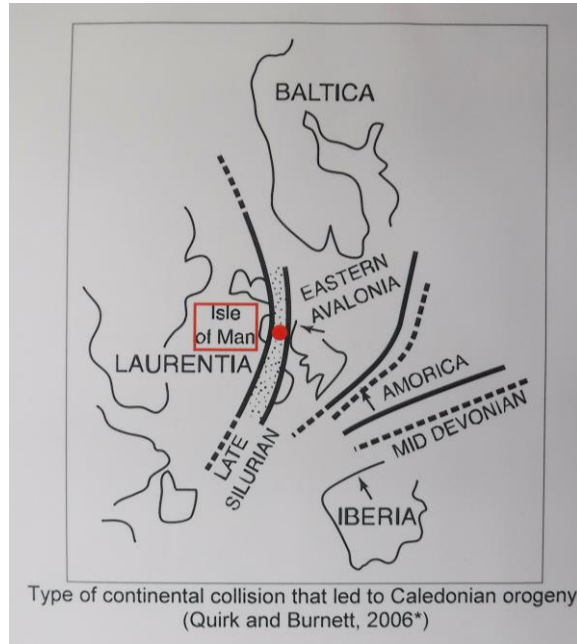 BALTICA
EASTERN
AVALONIA
Isle
of Man
LAURENTIA
AMORICA
LATE
SILURIAN
MID DEVONIAN
IBERIA
Type of continental collision that led to Caledonian orogeny
(Quirk and Burnett, 2006*)